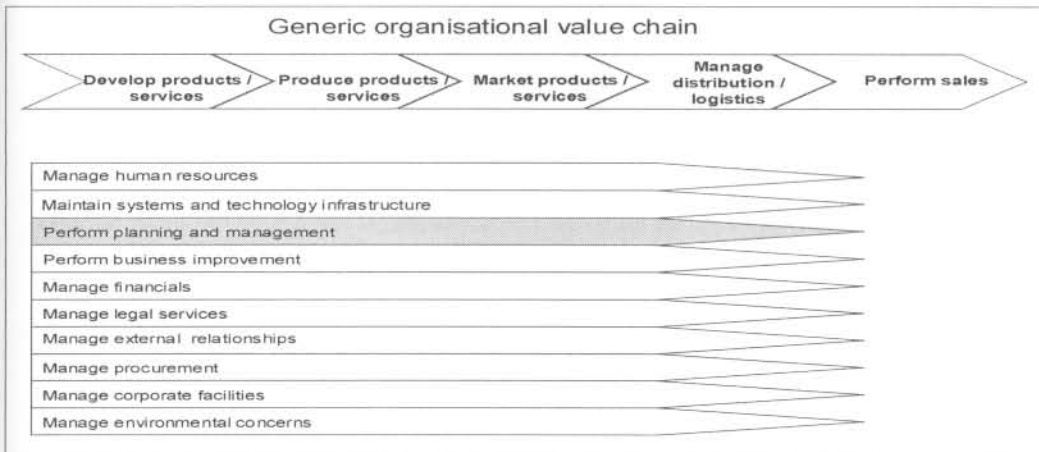 Generic organisational value chain
Develop products /
services
Produce products /
services
Market products /
services
Manage
distribution /
logistics
Perform sales
Manage human resources
Maintain systems and technology infrastructure
Perform planning and management
Perform business improvement
Manage financials
Manage legal services
Manage external relationships
Manage procurement
Manage corporate facilities
Manage environmental concerns